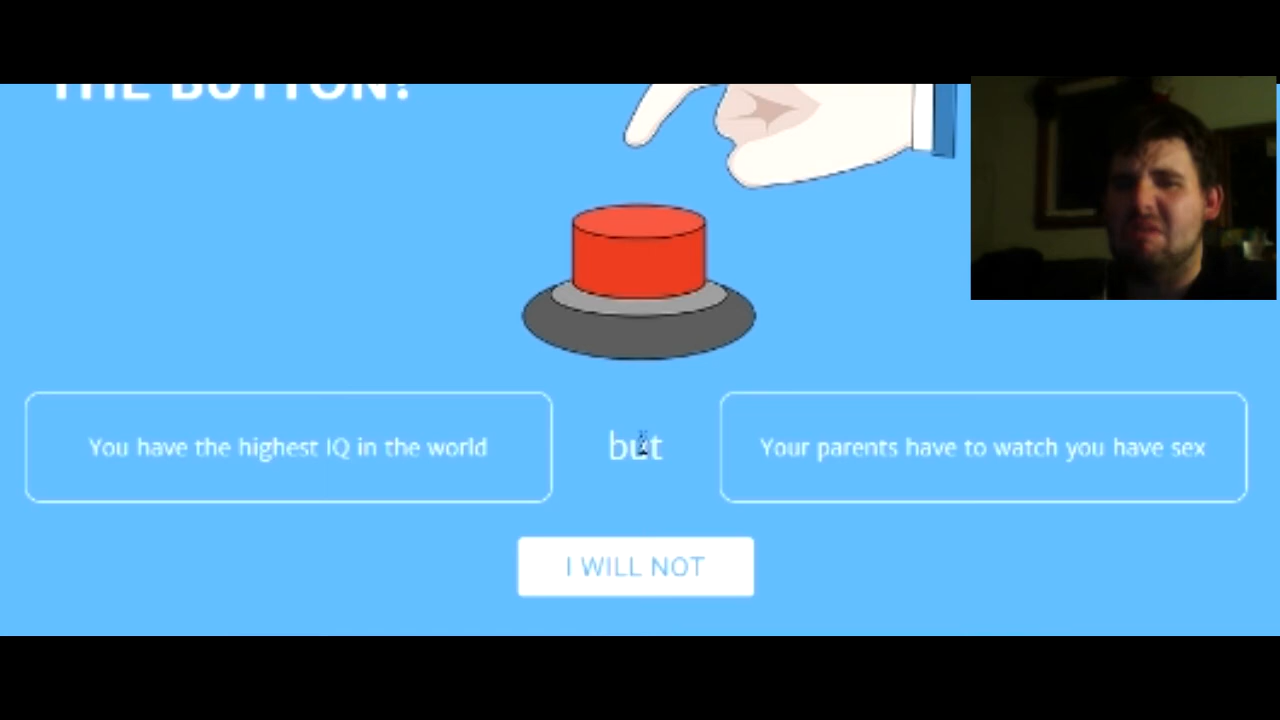 THE BUTTON?
You have the highest IQ in the world
but
Your parents have to watch you have sex
I WILL NOT